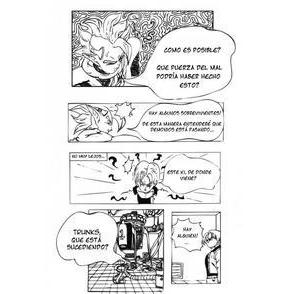 COMO ES POSIBLE?
QUE FUERZA DEL MAL
PODRÍA HABER HECHO
ESTO?
HAY ALGUNOS SOBREVIVIENTES!
DE ESTA MANERA ENTENDERÉ QUE
DEMONIOS ESTÁ PASANDO...
NO MUY LEJOS...
ESTE KI, DE DONDE
VIENE?
TRUNKS,
QUE ESTÁ
SUCEDIENDO?
HAY
ALGUIEN!